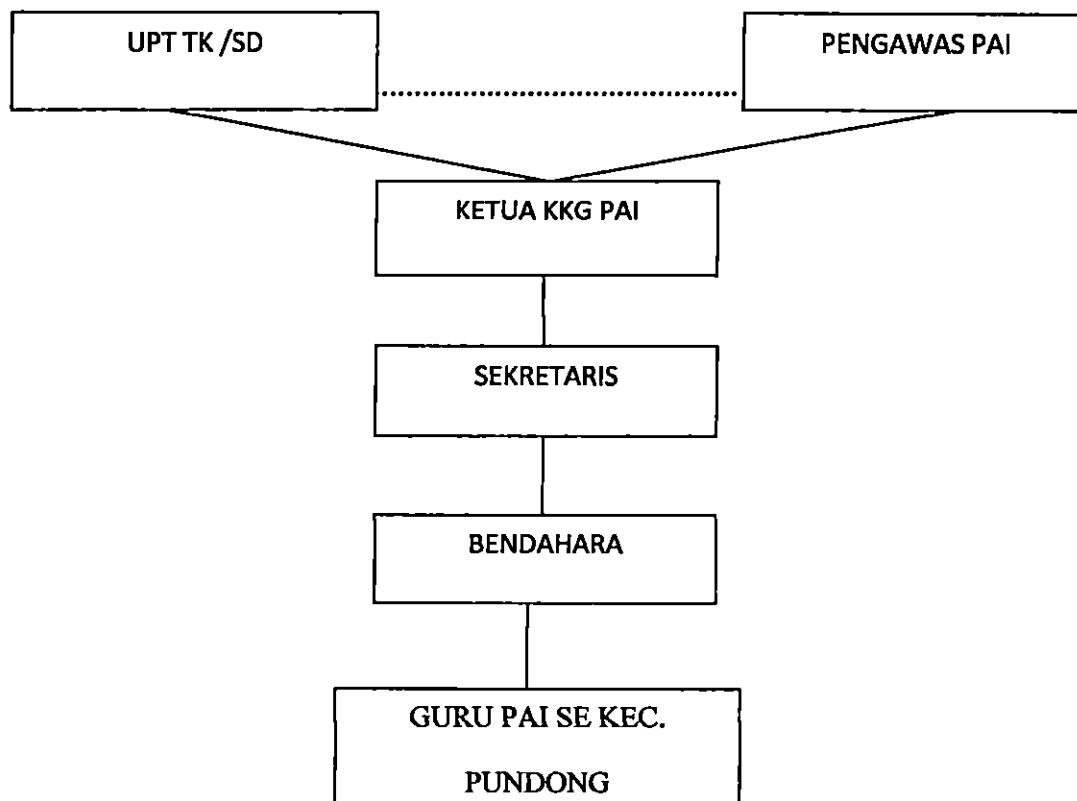 UPT TK /SD
PENGAWAS PAI
KETUA KKG PAI
SEKRETARIS
BENDAHARA
GURU PAI SE KEC.
PUNDONG